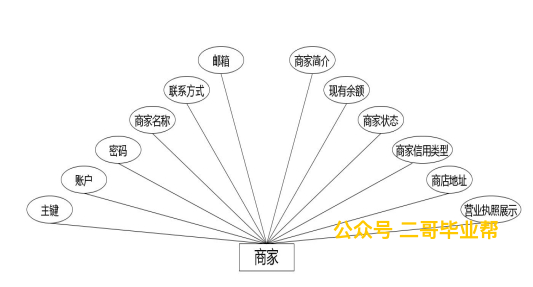 邮箱
商家简介
联系方式
现有余额
商家名称
商家状态
密码
商家信用类型
账户
商店地址
主键
营业执照展示
公众号 二哥毕业帮
商家